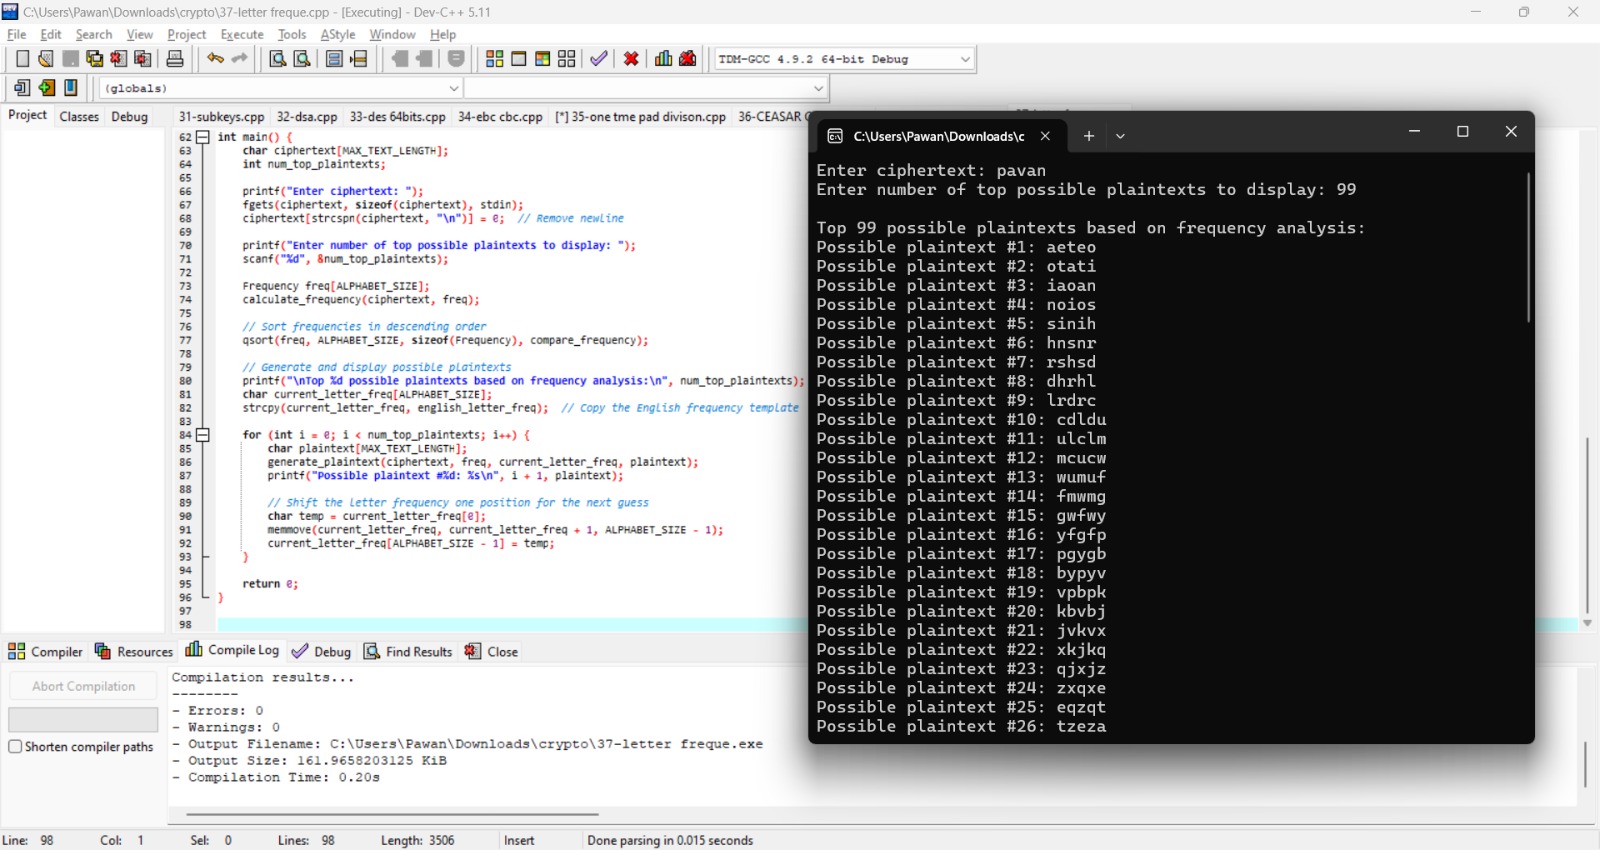 C:\Users\Pawan\Downloads\crypto\37-letter freque.cpp - [Executing] - Dev-C++ 5.11
File Edit Search View Project Execute Tools AStyle Window Help
TDM-GCC 4.9.2 64-bit Debug
(globals)
Project Classes Debug
31-subkeys.cpp 32-dsa.cpp 33-des 64bits.cpp 34-ebc cbc.cpp [*] 35-one tme pad divison.cpp 36-CEASAR
62 int main() {
63 char ciphertext[MAX_TEXT_LENGTH];
64 int num_top_plaintexts;
65
66 printf("Enter ciphertext: ");
67 fgets(ciphertext, sizeof(ciphertext), stdin);
68 ciphertext[strcspn(ciphertext, "\n")] = 0; // Remove newline
69
70 printf("Enter number of top possible plaintexts to display: ");
71 scanf("%d", &num_top_plaintexts);
72
73 Frequency freq[ALPHABET_SIZE];
74 calculate_frequency(ciphertext, freq);
75
76 // Sort frequencies in descending order
77 qsort(freq, ALPHABET_SIZE, sizeof(Frequency), compare_frequency);
78
79 // Generate and display possible plaintexts
80 printf("\nTop %d possible plaintexts based on frequency analysis:\n", num_top_plaintexts);
81 char current_letter_freq[ALPHABET_SIZE];
82 strcpy(current_letter_freq, english_letter_freq); // Copy the English frequency template
83
84 for (int i = 0; i < num_top_plaintexts; i++) {
85 char plaintext[MAX_TEXT_LENGTH];
86 generate_plaintext(ciphertext, freq, current_letter_freq, plaintext);
87 printf("Possible plaintext #%d: %s\n", i + 1, plaintext);
88
89 // Shift the letter frequency one position for the next guess
90 char temp = current_letter_freq[0];
91 memmove(current_letter_freq, current_letter_freq + 1, ALPHABET_SIZE - 1);
92 current_letter_freq[ALPHABET_SIZE - 1] = temp;
93 }
94
95 return 0;
96 }
97
98
C:\Users\Pawan\Downloads\c
Enter ciphertext: pavan
Enter number of top possible plaintexts to display: 99
Top 99 possible plaintexts based on frequency analysis:
Possible plaintext #1: aeteo
Possible plaintext #2: otati
Possible plaintext #3: iaoan
Possible plaintext #4: noios
Possible plaintext #5: sinih
Possible plaintext #6: hnsnr
Possible plaintext #7: rshsd
Possible plaintext #8: dhrhl
Possible plaintext #9: lrdrc
Possible plaintext #10: cdldu
Possible plaintext #11: ulclm
Possible plaintext #12: mcucw
Possible plaintext #13: wumuf
Possible plaintext #14: fmwmg
Possible plaintext #15: gwfwy
Possible plaintext #16: yfgfp
Possible plaintext #17: pgygb
Possible plaintext #18: bypyv
Possible plaintext #19: vpbpk
Possible plaintext #20: kbvbj
Possible plaintext #21: jvkvx
Possible plaintext #22: xkjkq
Possible plaintext #23: qjxjz
Possible plaintext #24: zxqxe
Possible plaintext #25: eqzqt
Possible plaintext #26: tzeza
Compiler Resources Compile Log Debug Find Results Close
Abort Compilation
Shorten compiler paths
Compilation results...
--------
- Errors: 0
- Warnings: 0
- Output Filename: C:\Users\Pawan\Downloads\crypto\37-letter freque.exe
- Output Size: 161.9658203125 KiB
- Compilation Time: 0.20s
Line: 98 Col: 1 Sel: 0 Lines: 98 Length: 3506 Insert Done parsing in 0.015 seconds